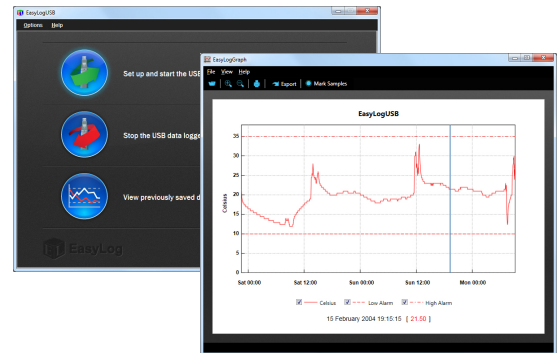 EasyLogUSB
Options Help
Set up and start the USB
Stop the USB data logge
View previously saved d
EasyLog
EasyLogGraph
File View Help
Export Mark Samples
EasyLogUSB
Celsius
35
30
25
20
15
10
5
0
Sat 00:00 Sat 12:00 Sun 00:00 Sun 12:00 Mon 00:00
Celsius Low Alarm High Alarm
15 February 2004 19:15:15 [ 21.50 ]